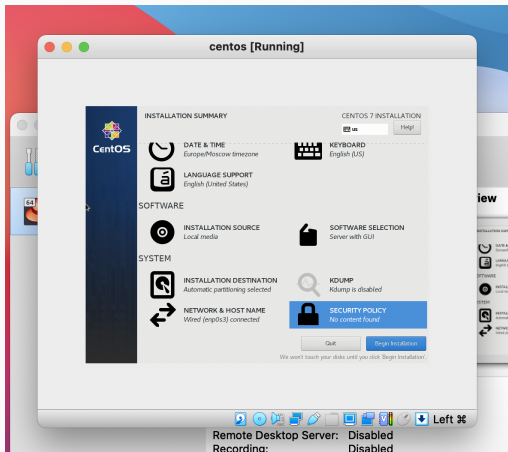 centos [Running]
INSTALLATION SUMMARY
CENTOS 7 INSTALLATION
us
Help!
CentOS
DATE & TIME
Europe/Moscow timezone
KEYBOARD
English (US)
LANGUAGE SUPPORT
English (United States)
SOFTWARE
INSTALLATION SOURCE
Local media
SOFTWARE SELECTION
Server with GUI
SYSTEM
INSTALLATION DESTINATION
Automatic partitioning selected
KDUMP
Kdump is disabled
NETWORK & HOST NAME
Wired (enp0s3) connected
SECURITY POLICY
No content found
Quit
Begin Installation
We won't touch your disks until you click 'Begin Installation'.
Left ⌘
64
iew
SOFTWARE
SYSTEM
Remote Desktop Server: Disabled
Recording: Disabled